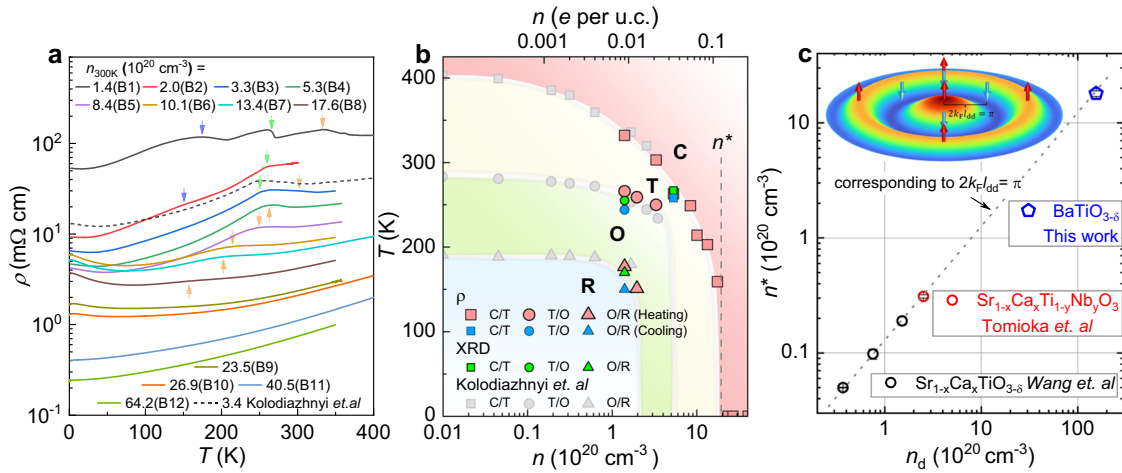 a
n300K (10^20 cm^-3) =
1.4(B1) 2.0(B2) 3.3(B3) 5.3(B4)
8.4(B5) 10.1(B6) 13.4(B7) 17.6(B8)
23.5(B9)
26.9(B10) 40.5(B11)
64.2(B12) 3.4 Kolodiazhnyi et.al
ρ (mΩ cm)
10^2
10^1
10^0
10^-1
0 100 200 300 400
T (K)
b
n (e per u.c.)
0.001 0.01 0.1
n*
C
T
O
R
ρ
C/T T/O O/R (Heating)
C/T T/O O/R (Cooling)
XRD
C/T T/O O/R
Kolodiazhnyi et. al
C/T T/O O/R
T (K)
400
300
200
100
0
0.01 0.1 1 10
n (10^20 cm^-3)
c
2kFldd = π
corresponding to 2kFldd= π
BaTiO3-δ
This work
Sr1-xCaxTi1-yNbyO3
Tomioka et. al
Sr1-xCaxTiO3-δ Wang et. al
n* (10^20 cm^-3)
10
1
0.1
1 10 100
nd (10^20 cm^-3)